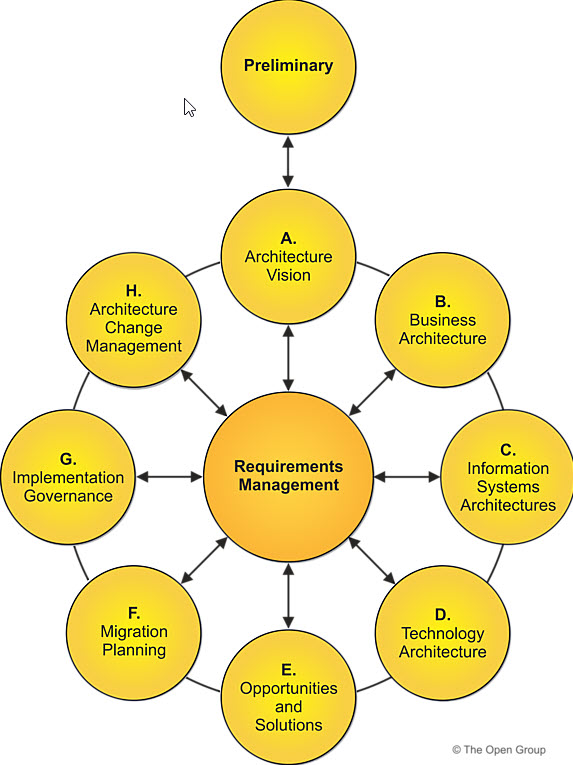 Preliminary
A.
Architecture
Vision
B.
Business
Architecture
C.
Information
Systems
Architectures
D.
Technology
Architecture
E.
Opportunities
and
Solutions
F.
Migration
Planning
G.
Implementation
Governance
H.
Architecture
Change
Management
Requirements
Management
© The Open Group